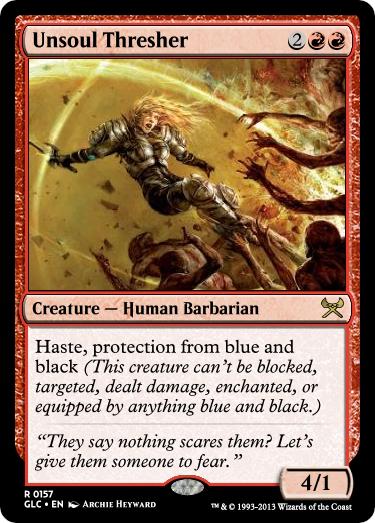 Unsoul Thresher 2
Creature — Human Barbarian
Haste, protection from blue and
black (This creature can't be blocked,
targeted, dealt damage, enchanted, or
equipped by anything blue and black.)
“They say nothing scares them? Let's
give them someone to fear.”
4/1
R 0157
GLC • EN Archie Heyward
™ & © 1993-2013 Wizards of the Coast